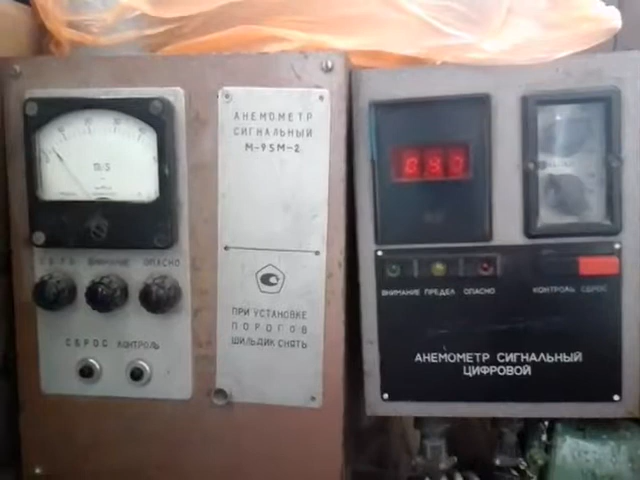 m/s
ВНИМАНИЕ ОПАСНО
СБРОС КОНТРОЛЬ
АНЕМОМЕТР
СИГНАЛЬНЫЙ
М-95М-2
ПРИ УСТАНОВКЕ
ПОРОГОВ
ШИЛЬДИК СНЯТЬ
ВНИМАНИЕ ПРЕДЕЛ ОПАСНО
КОНТРОЛЬ СБРОС
АНЕМОМЕТР СИГНАЛЬНЫЙ
ЦИФРОВОЙ